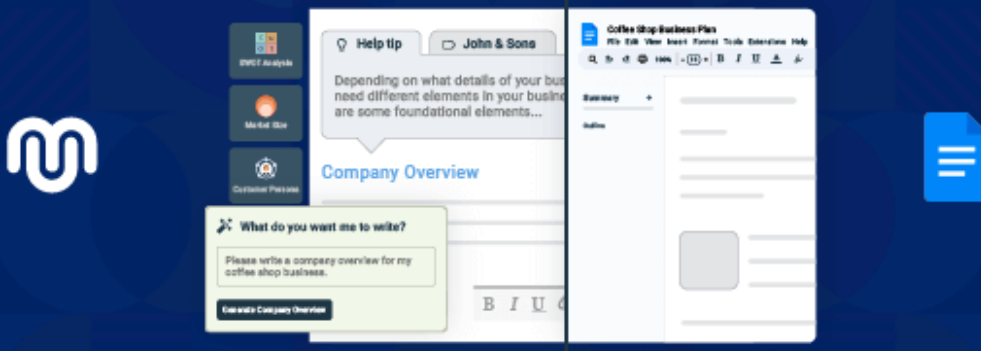 SWOT Analysis
Market Size
Customer Persona
Help tip
John & Sons
Depending on what details of your bus
need different elements in your busine
are some foundational elements...
Company Overview
What do you want me to write?
Please write a company overview for my
coffee shop business.
Generate Company Overview
B I U
Coffee Shop Business Plan
File Edit View Insert Format Tools Extensions Help
100%
B I U A
Summary +
Outline